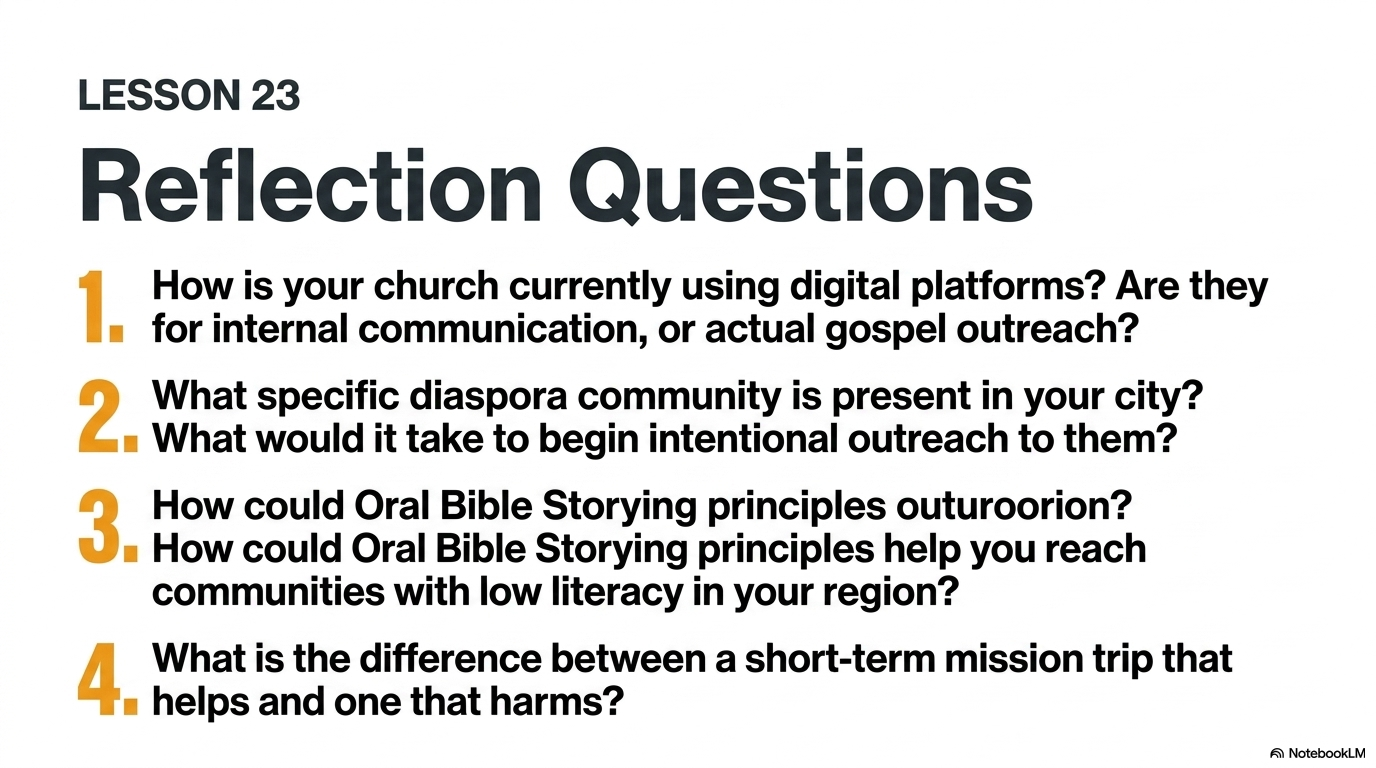 LESSON 23
Reflection Questions
1. How is your church currently using digital platforms? Are they
for internal communication, or actual gospel outreach?
2. What specific diaspora community is present in your city?
What would it take to begin intentional outreach to them?
3. How could Oral Bible Storying principles outuroorion?
How could Oral Bible Storying principles help you reach
communities with low literacy in your region?
4. What is the difference between a short-term mission trip that
helps and one that harms?
NotebookLM